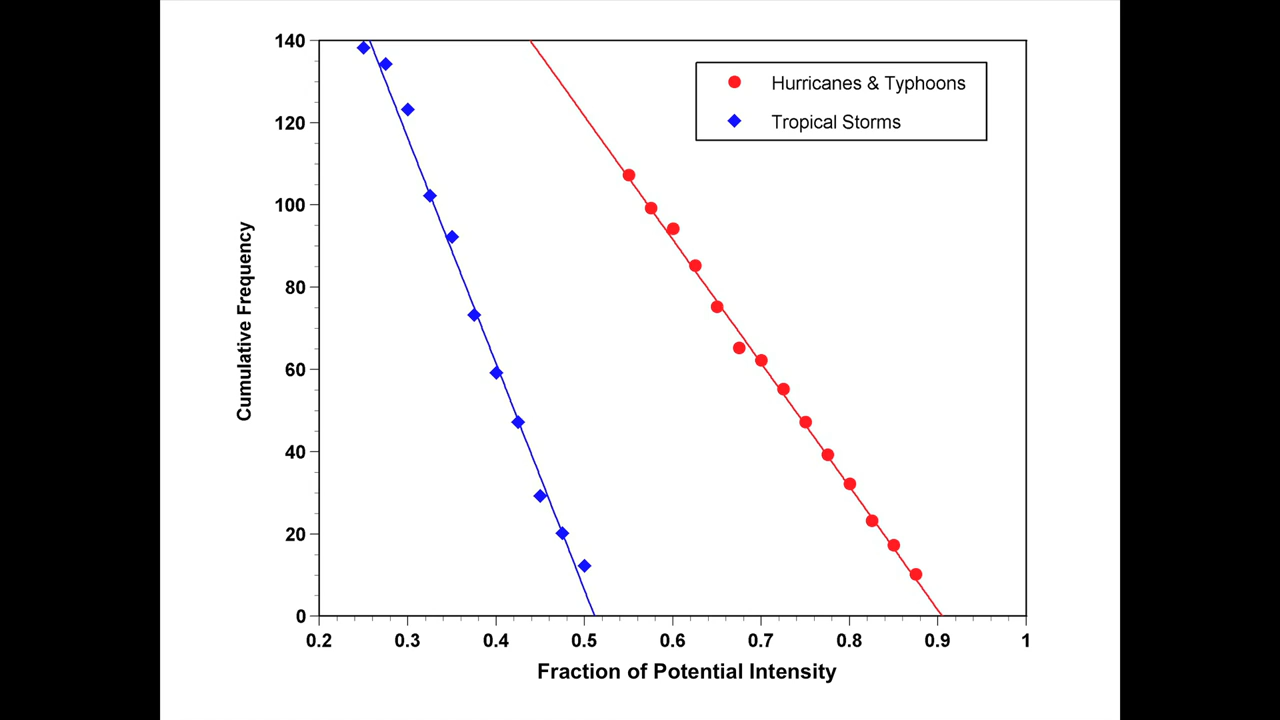 140
120
100
80
60
40
20
0
Cumulative Frequency
Hurricanes & Typhoons
Tropical Storms
0.2 0.3 0.4 0.5 0.6 0.7 0.8 0.9 1
Fraction of Potential Intensity